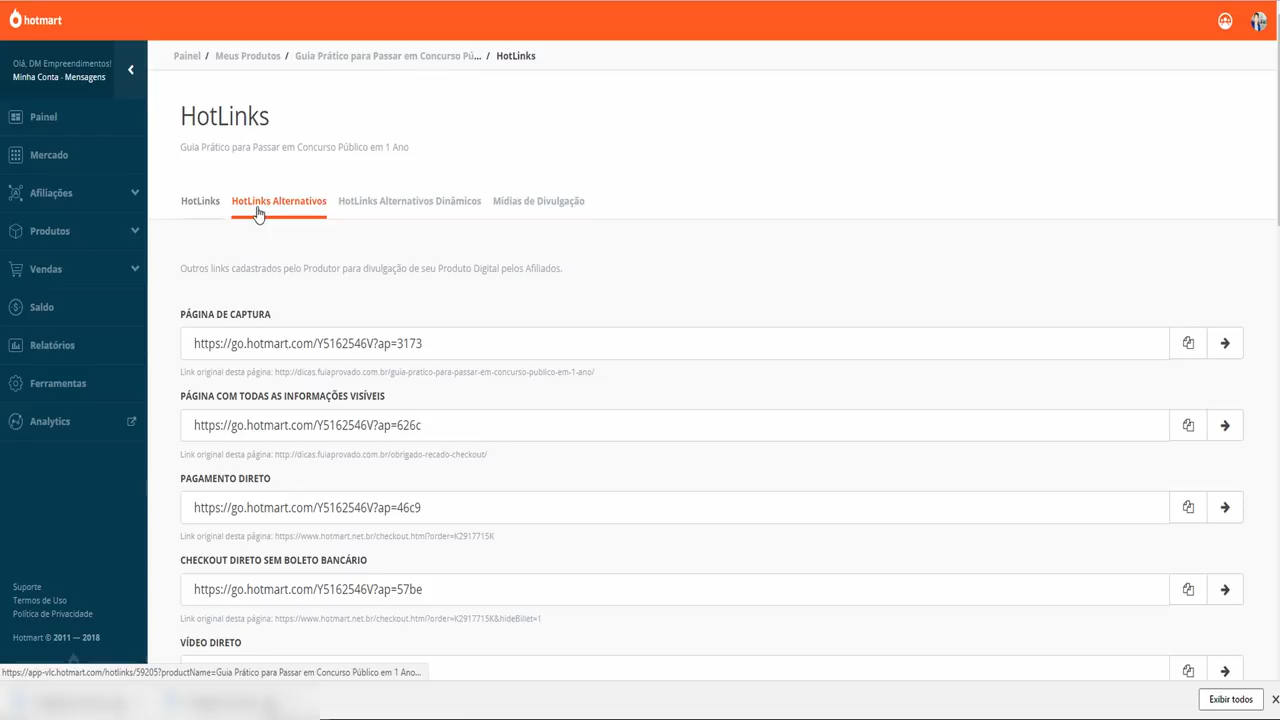 hotmart
Olá, DM Empreendimentos!
Minha Conta - Mensagens
Painel
Mercado
Afiliações
Produtos
Vendas
Saldo
Relatórios
Ferramentas
Analytics
Suporte
Termos de Uso
Política de Privacidade
Hotmart © 2011 — 2018
Painel / Meus Produtos / Guia Prático para Passar em Concurso Pú... / HotLinks
HotLinks
Guia Prático para Passar em Concurso Público em 1 Ano
HotLinks HotLinks Alternativos HotLinks Alternativos Dinâmicos Mídias de Divulgação
Outros links cadastrados pelo Produtor para divulgação de seu Produto Digital pelos Afiliados.
PÁGINA DE CAPTURA
https://go.hotmart.com/Y5162546V?ap=3173
Link original desta página: http://dicas.fuiaprovado.com.br/guia-pratico-para-passar-em-concurso-publico-em-1-ano/
PÁGINA COM TODAS AS INFORMAÇÕES VISÍVEIS
https://go.hotmart.com/Y5162546V?ap=626c
Link original desta página: http://dicas.fuiaprovado.com.br/obrigado-recado-checkout/
PAGAMENTO DIRETO
https://go.hotmart.com/Y5162546V?ap=46c9
Link original desta página: https://www.hotmart.net.br/checkout.html?order=K2917715K
CHECKOUT DIRETO SEM BOLETO BANCÁRIO
https://go.hotmart.com/Y5162546V?ap=57be
Link original desta página: https://www.hotmart.net.br/checkout.html?order=K2917715K&hideBillet=1
VÍDEO DIRETO
https://app-vlc.hotmart.com/hotlinks/59205?productName=Guia Prático para Passar em Concurso Público em 1 Ano...
Exibir todos